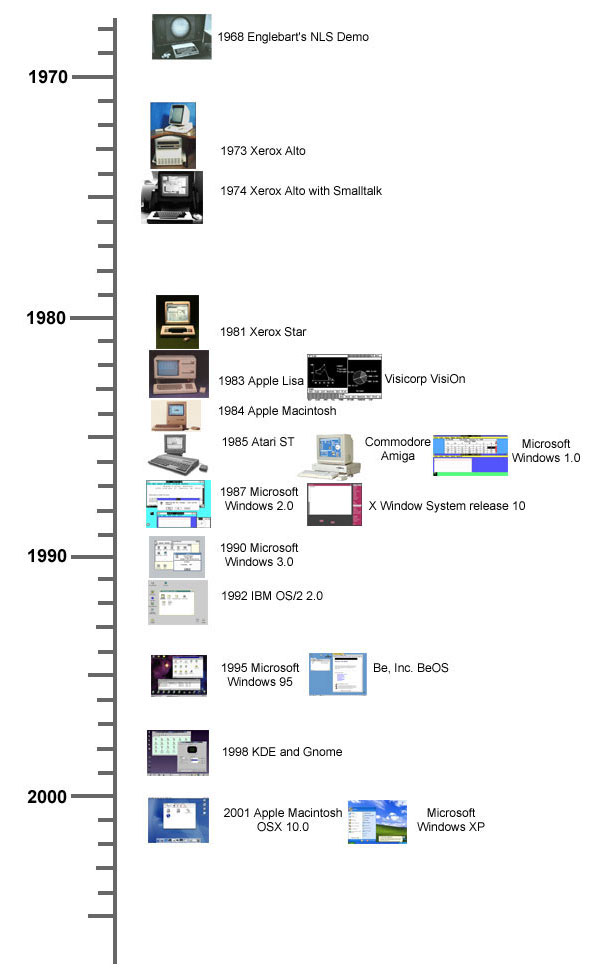 1968 Englebart's NLS Demo
1970
1973 Xerox Alto
1974 Xerox Alto with Smalltalk
1980
1981 Xerox Star
1983 Apple Lisa
Visicorp VisiOn
1984 Apple Macintosh
1985 Atari ST
Commodore
Amiga
Microsoft
Windows 1.0
1987 Microsoft
Windows 2.0
X Window System release 10
1990
1990 Microsoft
Windows 3.0
1992 IBM OS/2 2.0
1995 Microsoft
Windows 95
Be, Inc. BeOS
1998 KDE and Gnome
2000
2001 Apple Macintosh
OSX 10.0
Microsoft
Windows XP